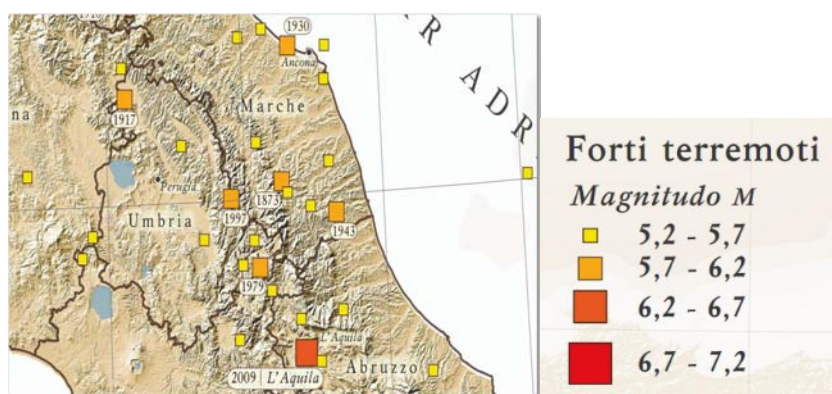 1930
Ancona
R ADR
Marche
na
1917
Perugia
1873
1997
Umbria
1943
1979
L'Aquila
2009 | L'Aquila
Abruzzo
Forti terremoti
Magnitudo M
5,2 - 5,7
5,7 - 6,2
6,2 - 6,7
6,7 - 7,2